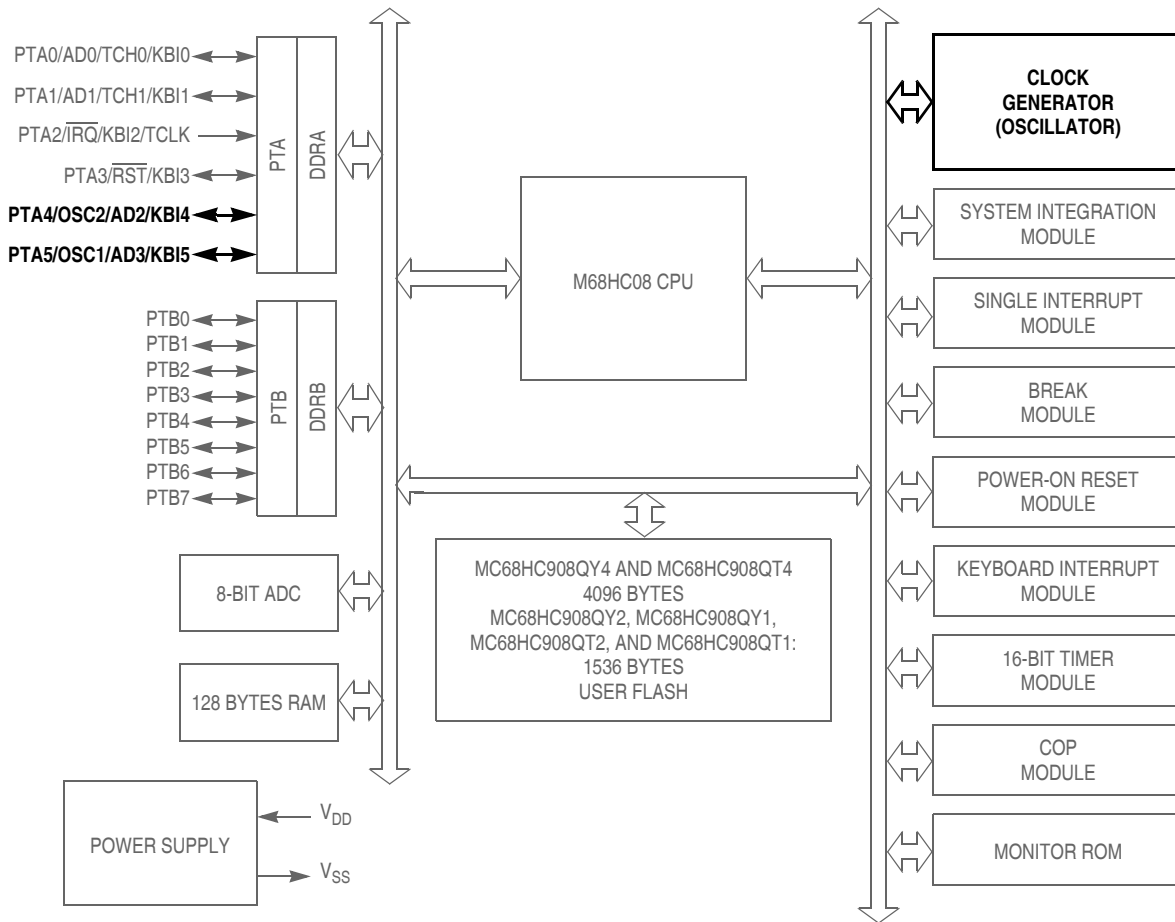 PTA0/AD0/TCH0/KBI0
PTA1/AD1/TCH1/KBI1
PTA2/IRQ/KBI2/TCLK
PTA3/RST/KBI3
PTA4/OSC2/AD2/KBI4
PTA5/OSC1/AD3/KBI5
PTA
DDRA
PTB0
PTB1
PTB2
PTB3
PTB4
PTB5
PTB6
PTB7
PTB
DDRB
8-BIT ADC
128 BYTES RAM
POWER SUPPLY
VDD
VSS
M68HC08 CPU
MC68HC908QY4 AND MC68HC908QT4
4096 BYTES
MC68HC908QY2, MC68HC908QY1,
MC68HC908QT2, AND MC68HC908QT1:
1536 BYTES
USER FLASH
CLOCK
GENERATOR
(OSCILLATOR)
SYSTEM INTEGRATION
MODULE
SINGLE INTERRUPT
MODULE
BREAK
MODULE
POWER-ON RESET
MODULE
KEYBOARD INTERRUPT
MODULE
16-BIT TIMER
MODULE
COP
MODULE
MONITOR ROM